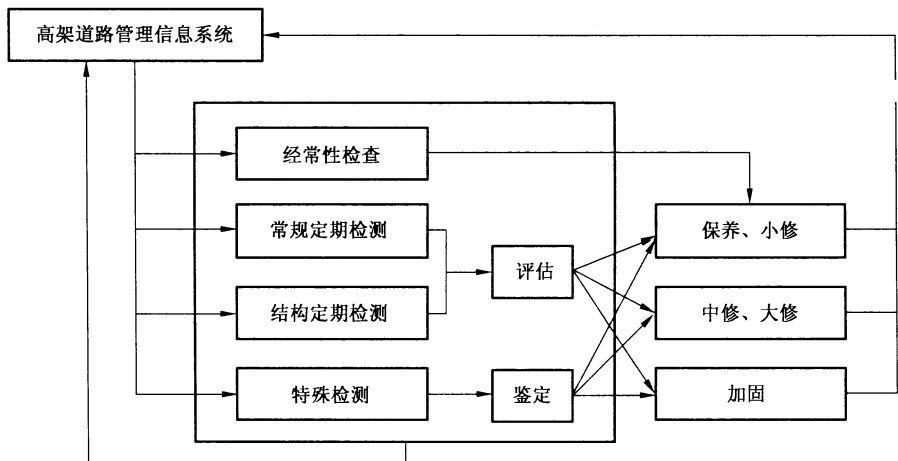 高架道路管理信息系统
经常性检查
常规定期检测
保养、小修
评估
结构定期检测
中修、大修
特殊检测
鉴定
加固